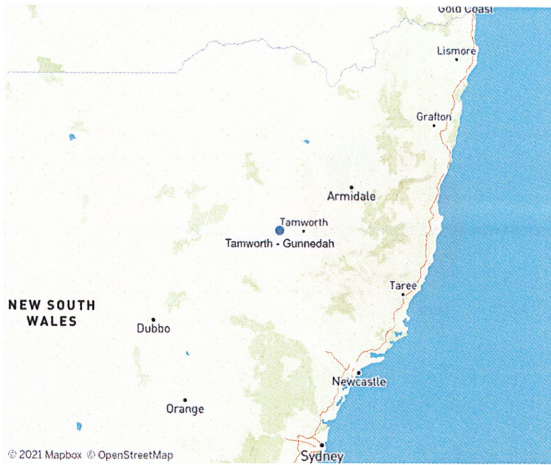 Gold Coast
Lismore
Grafton
Armidale
Tamworth
Tamworth - Gunnedah
Taree
NEW SOUTH
WALES
Dubbo
Newcastle
Orange
Sydney
© 2021 Mapbox © OpenStreetMap